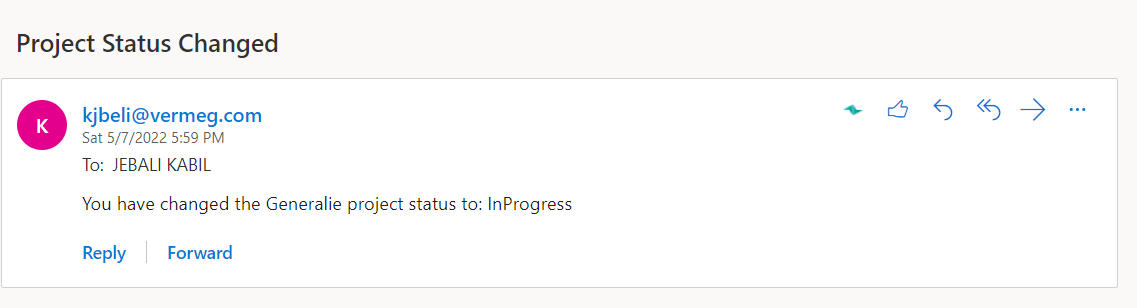 Project Status Changed
K
kjbeli@vermeg.com
Sat 5/7/2022 5:59 PM
To: JEBALI KABIL
You have changed the Generalie project status to: InProgress
Reply
Forward